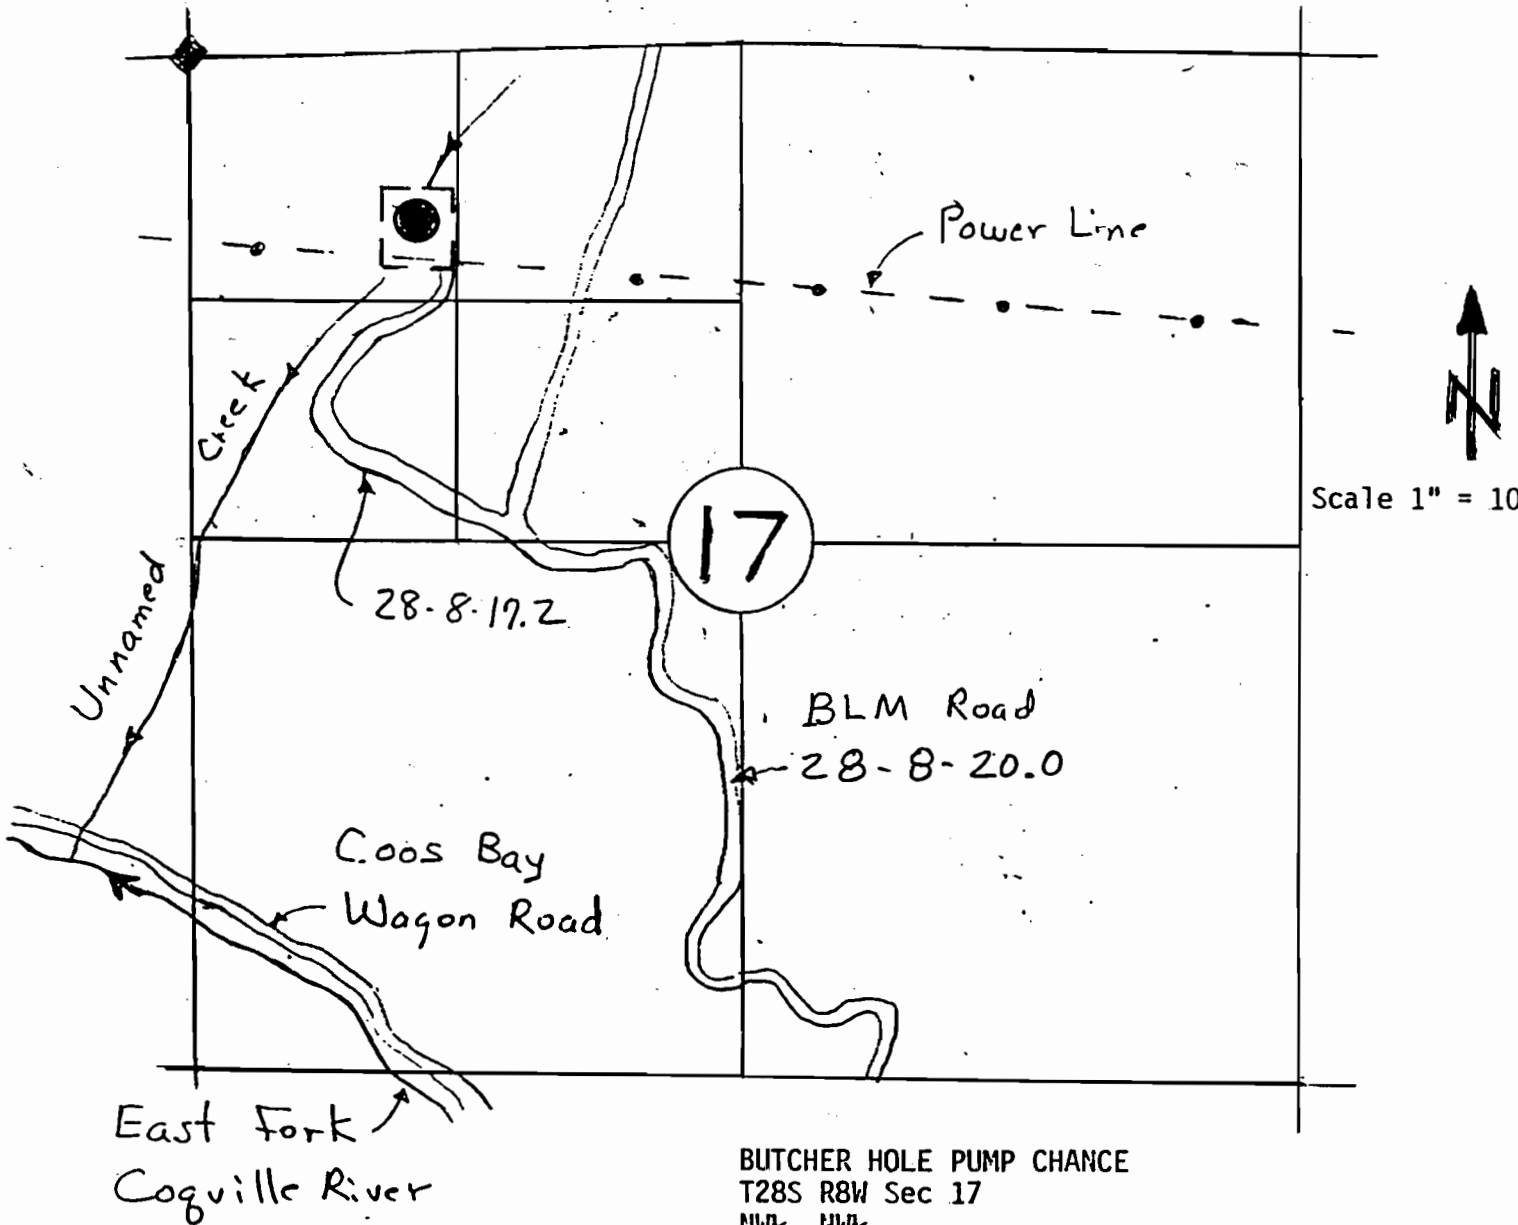 Power Line
N
Scale 1" = 10
Creek
17
28-8-17.2
Unnamed
BLM Road
28-8-20.0
Coos Bay
Wagon Road
East Fork
Coqville River
BUTCHER HOLE PUMP CHANCE
T28S R8W Sec 17